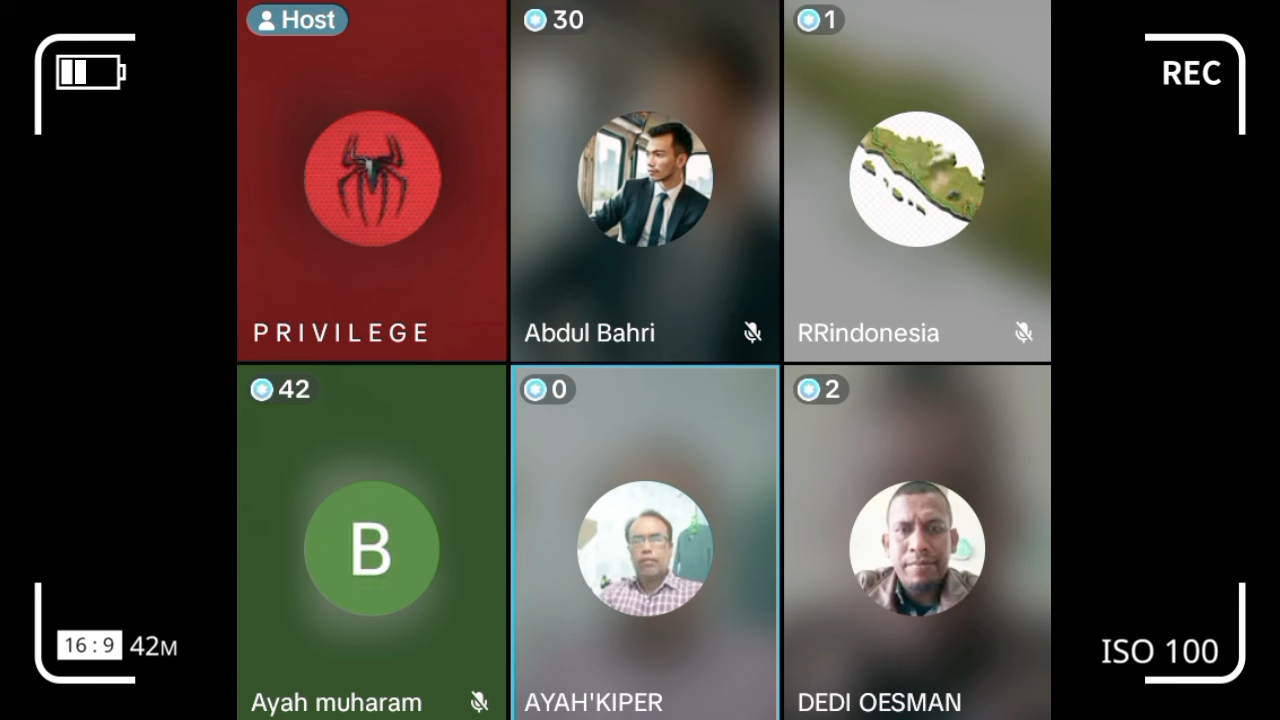 Host
30
1
REC
P R I V I L E G E
Abdul Bahri
RRindonesia
42
0
2
B
16 : 9 42M
ISO 100
Ayah muharam
AYAH'KIPER
DEDI OESMAN